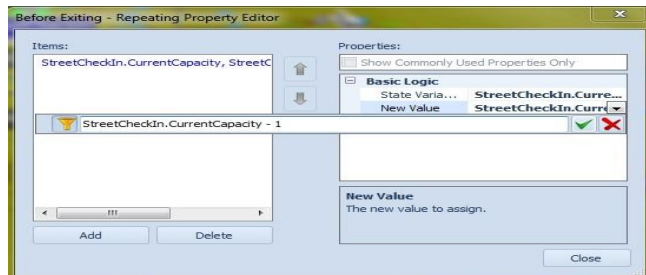 Before Exiting - Repeating Property Editor
Items:
StreetCheckIn.CurrentCapacity, StreetC
Properties:
Show Commonly Used Properties Only
Basic Logic
State Varia... StreetCheckIn.Curre...
New Value StreetCheckIn.Curre
StreetCheckIn.CurrentCapacity - 1
New Value
The new value to assign.
Add Delete
Close